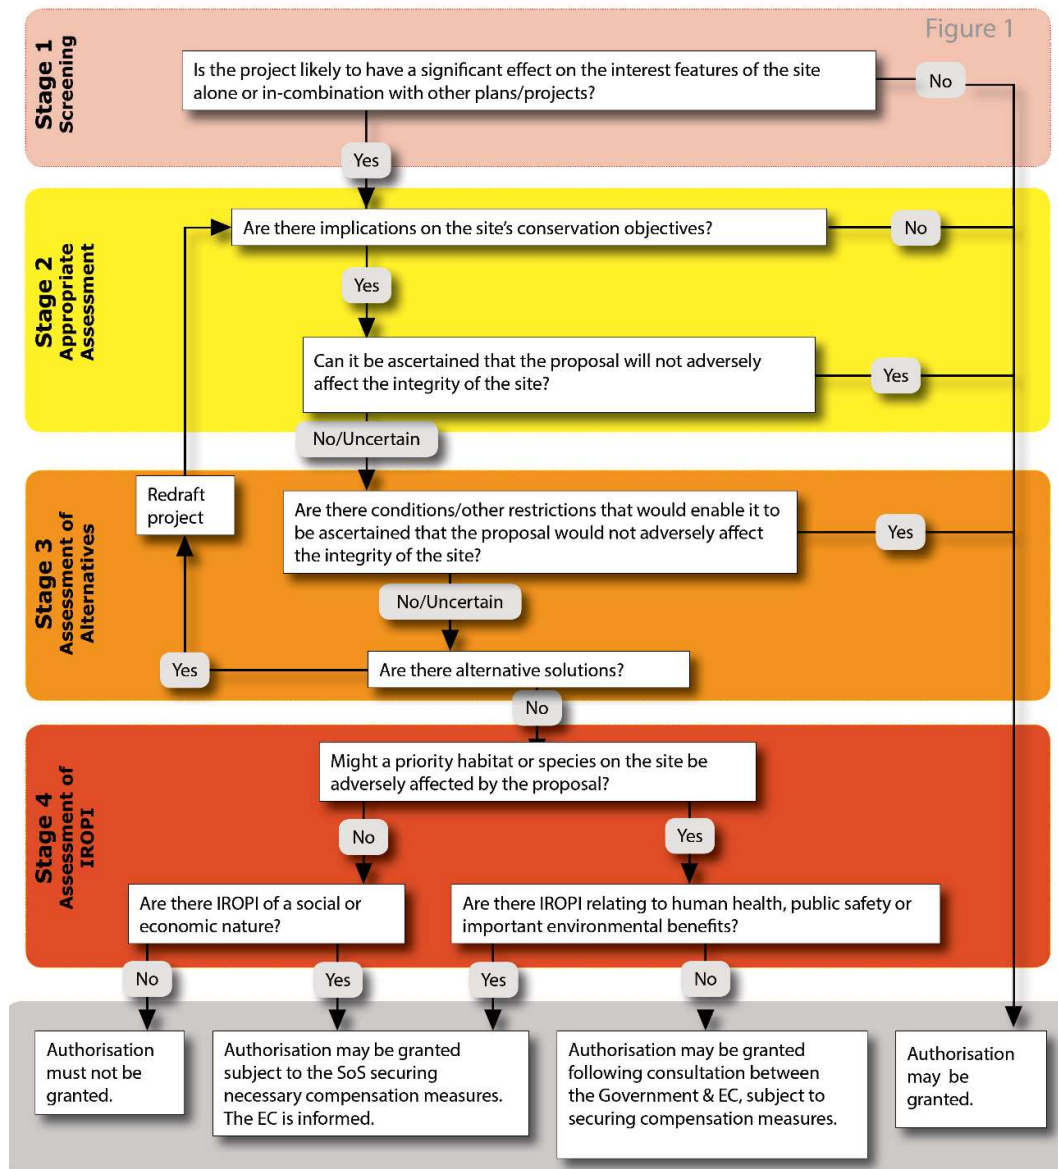 Figure 1
Stage 1
Screening
Is the project likely to have a significant effect on the interest features of the site
alone or in-combination with other plans/projects?
No
Yes
Stage 2
Appropriate
Assessment
Are there implications on the site's conservation objectives?
No
Yes
Can it be ascertained that the proposal will not adversely
affect the integrity of the site?
Yes
No/Uncertain
Stage 3
Assessment of
Alternatives
Redraft
project
Are there conditions/other restrictions that would enable it to
be ascertained that the proposal would not adversely affect
the integrity of the site?
Yes
No/Uncertain
Are there alternative solutions?
Yes
No
Stage 4
Assessment of
IROPI
Might a priority habitat or species on the site be
adversely affected by the proposal?
No
Yes
Are there IROPI of a social or
economic nature?
Are there IROPI relating to human health, public safety or
important environmental benefits?
No
Yes
Yes
No
Authorisation
must not be
granted.
Authorisation may be granted
subject to the SoS securing
necessary compensation measures.
The EC is informed.
Authorisation may be granted
following consultation between
the Government & EC, subject to
securing compensation measures.
Authorisation
may be
granted.